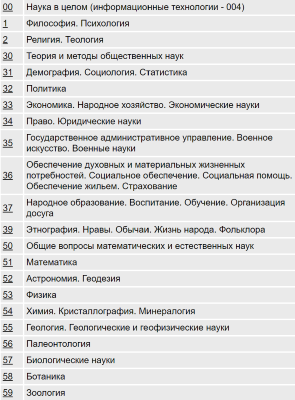 00 Наука в целом (информационные технологии - 004)
1 Философия. Психология
2 Религия. Теология
30 Теория и методы общественных наук
31 Демография. Социология. Статистика
32 Политика
33 Экономика. Народное хозяйство. Экономические науки
34 Право. Юридические науки
35 Государственное административное управление. Военное
искусство. Военные науки
36 Обеспечение духовных и материальных жизненных
потребностей. Социальное обеспечение. Социальная помощь.
Обеспечение жильем. Страхование
37 Народное образование. Воспитание. Обучение. Организация
досуга
39 Этнография. Нравы. Обычаи. Жизнь народа. Фольклора
50 Общие вопросы математических и естественных наук
51 Математика
52 Астрономия. Геодезия
53 Физика
54 Химия. Кристаллография. Минералогия
55 Геология. Геологические и геофизические науки
56 Палеонтология
57 Биологические науки
58 Ботаника
59 Зоология